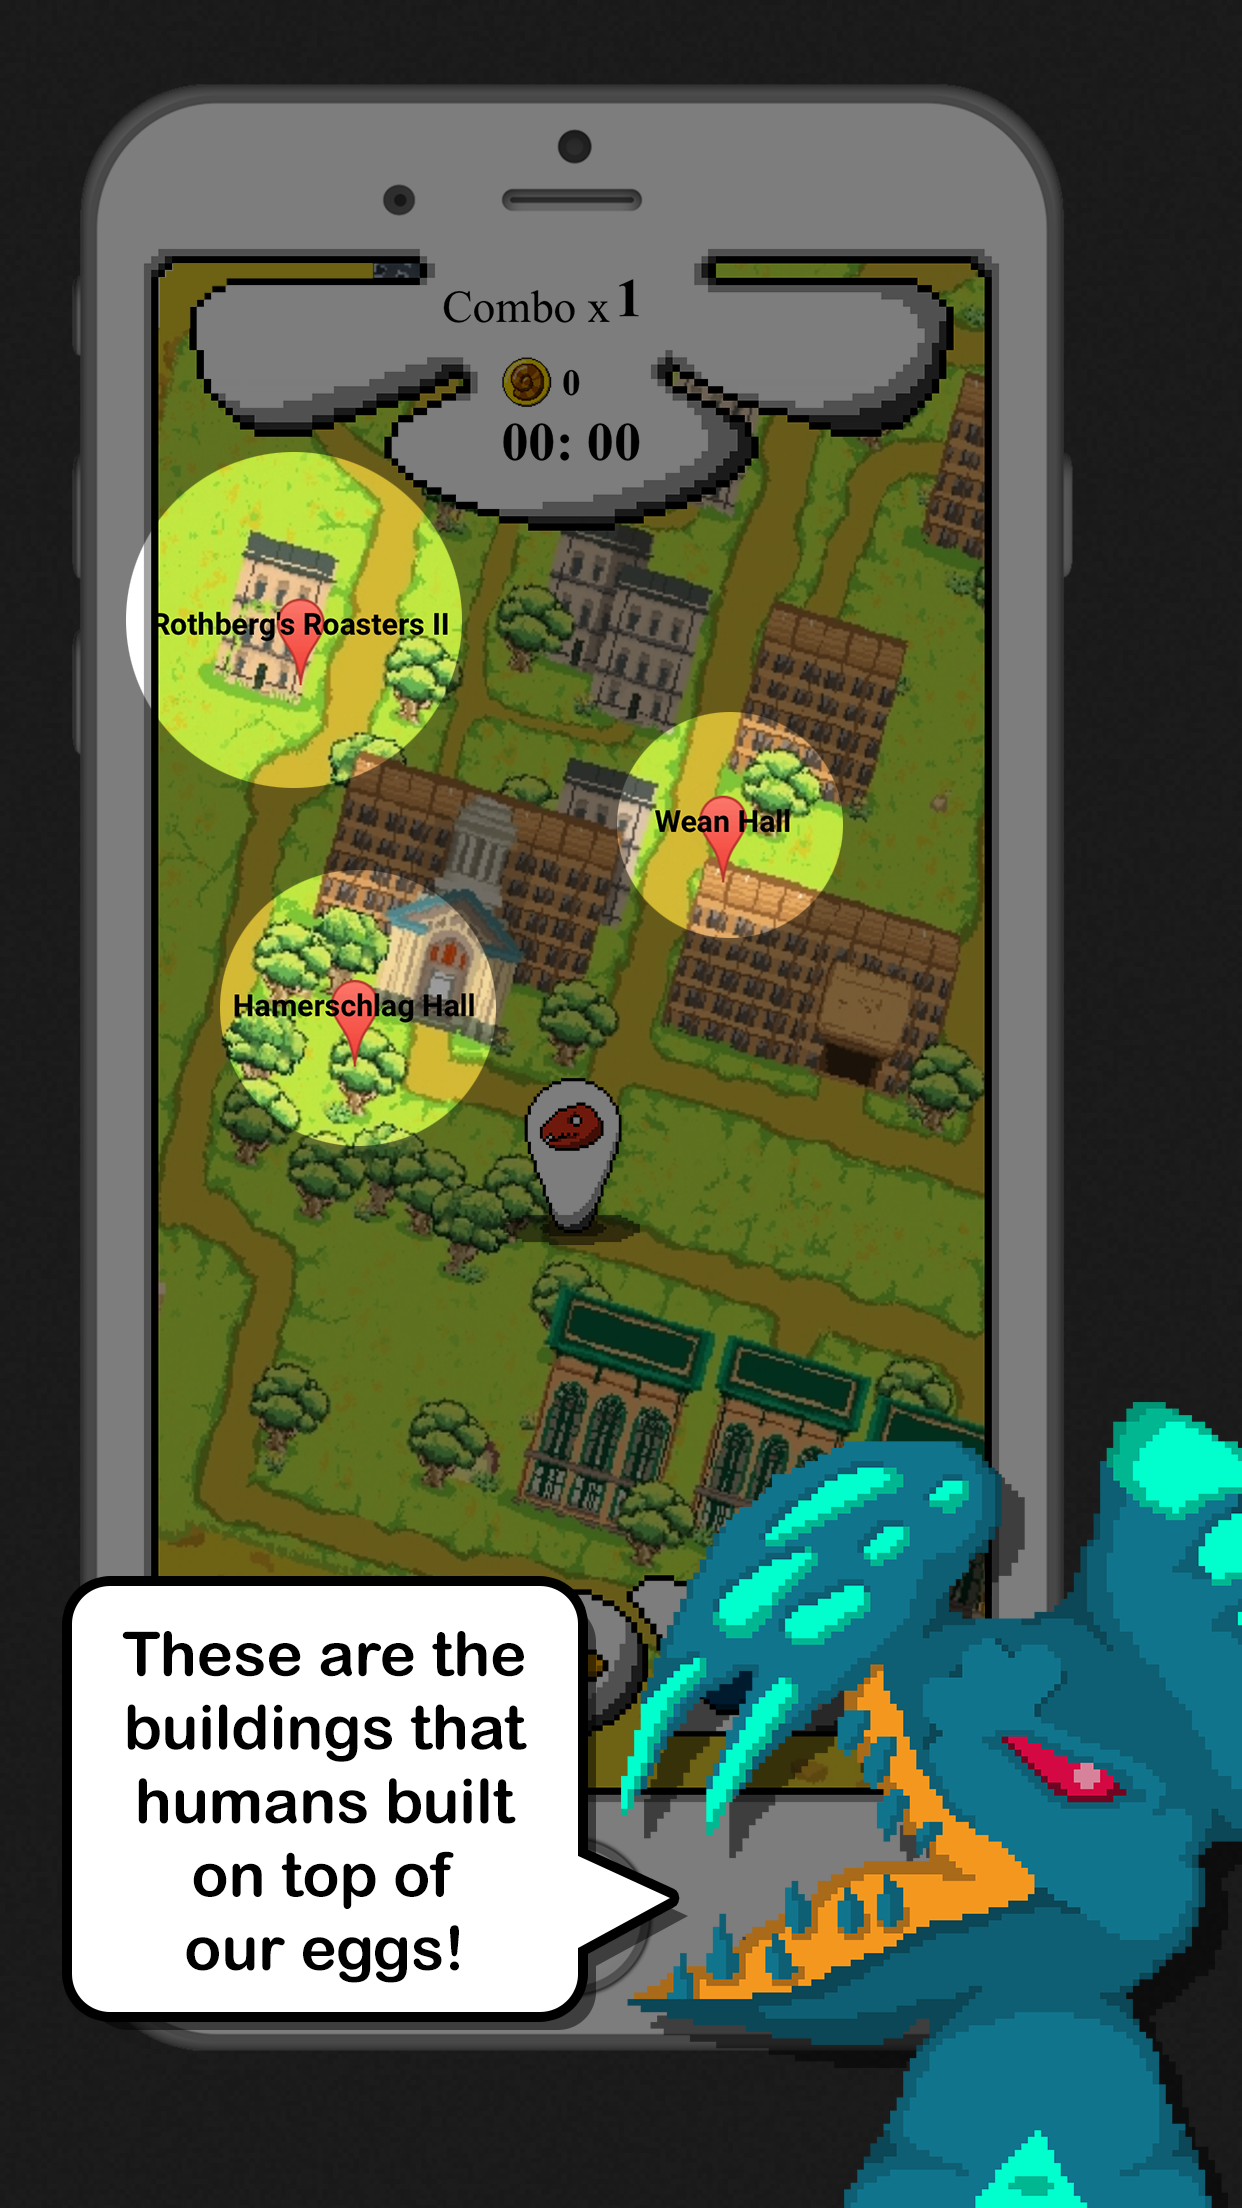 Combo x 1
0
00: 00
Rothberg's Roasters II
Wean Hall
Hamerschlag Hall
These are the
buildings that
humans built
on top of
our eggs!